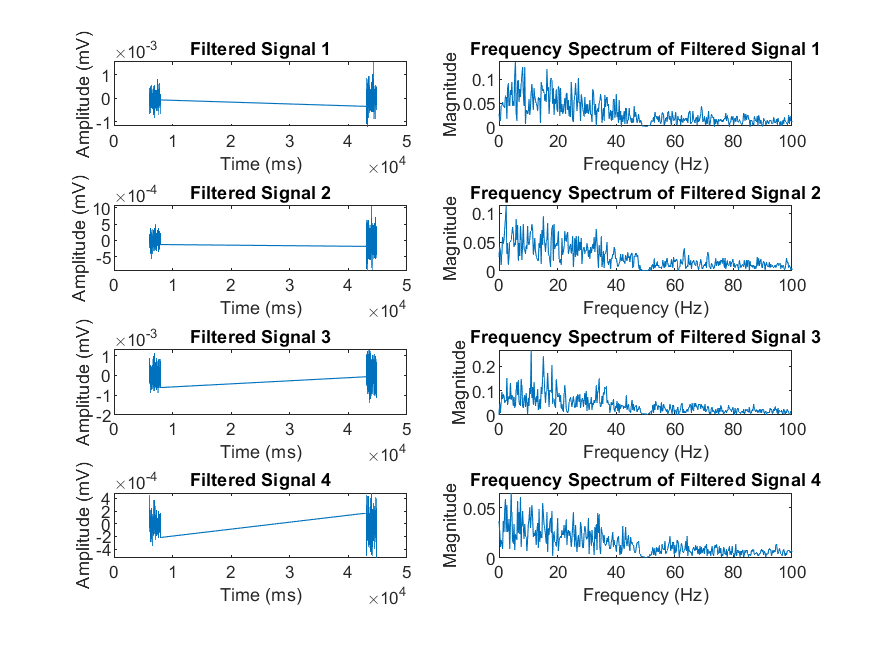 ×10-3
Filtered Signal 1
Amplitude (mV)
1
0
-1
0 1 2 3 4 5
Time (ms)
×104
Frequency Spectrum of Filtered Signal 1
Magnitude
0.1
0.05
0
0 20 40 60 80 100
Frequency (Hz)
×10-4
Filtered Signal 2
Amplitude (mV)
10
5
0
-5
0 1 2 3 4 5
Time (ms)
×104
Frequency Spectrum of Filtered Signal 2
Magnitude
0.1
0.05
0
0 20 40 60 80 100
Frequency (Hz)
×10-3
Filtered Signal 3
Amplitude (mV)
1
0
-1
-2
0 1 2 3 4 5
Time (ms)
×104
Frequency Spectrum of Filtered Signal 3
Magnitude
0.2
0.1
0
0 20 40 60 80 100
Frequency (Hz)
×10-4
Filtered Signal 4
Amplitude (mV)
4
2
0
-2
-4
0 1 2 3 4 5
Time (ms)
×104
Frequency Spectrum of Filtered Signal 4
Magnitude
0.05
0
0 20 40 60 80 100
Frequency (Hz)